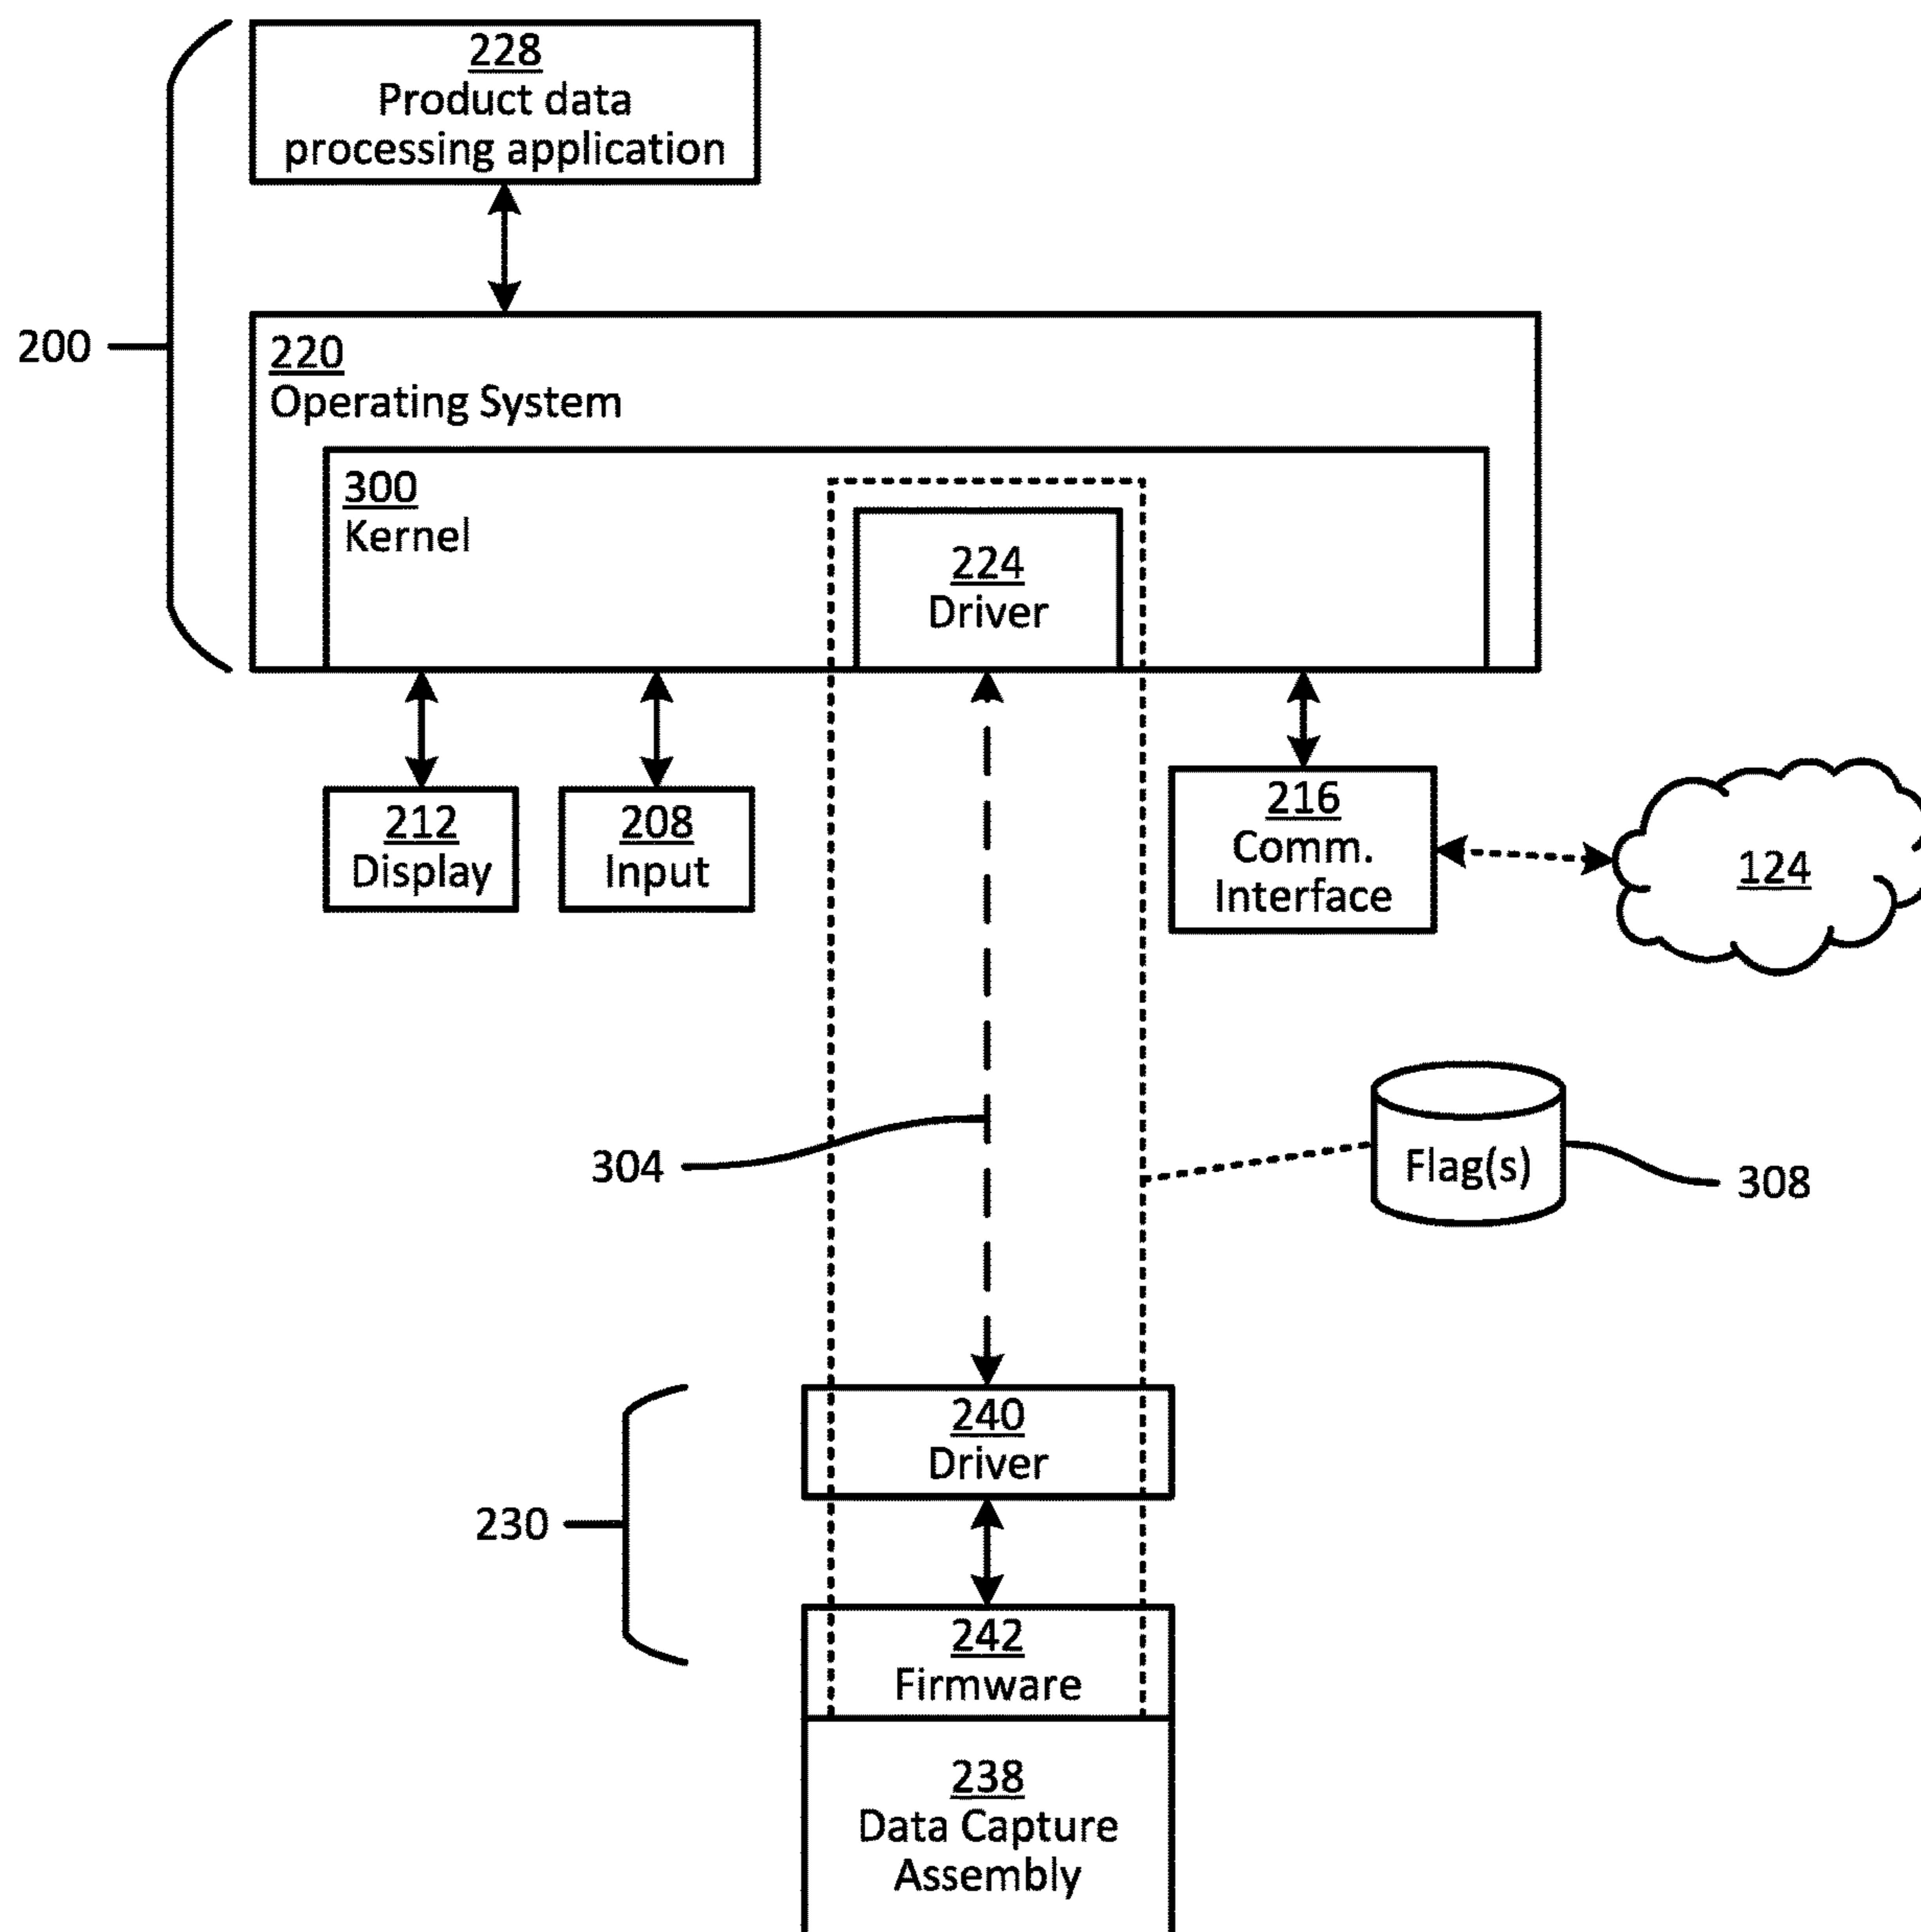 228
Product data
processing application
200
220
Operating System
300
Kernel
224
Driver
212
Display
208
Input
216
Comm.
Interface
124
304
Flag(s)
308
240
Driver
230
242
Firmware
238
Data Capture
Assembly